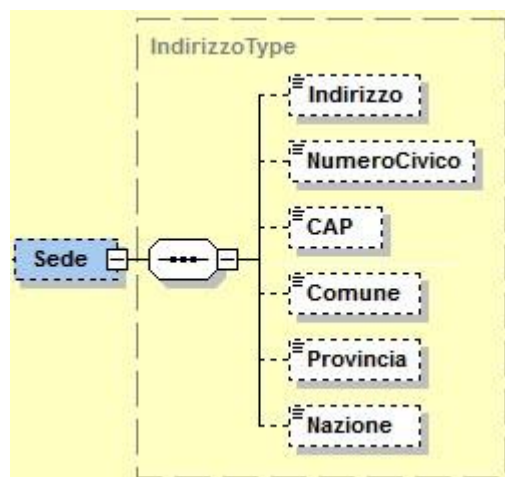 IndirizzoType
Indirizzo
NumeroCivico
CAP
Sede
Comune
Provincia
Nazione